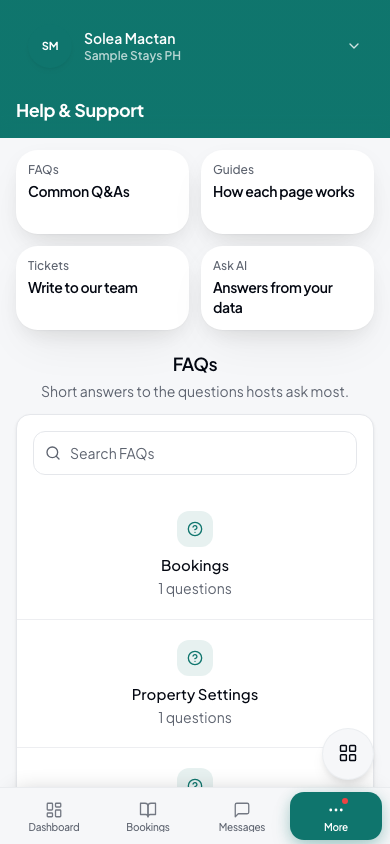 SM
Solea Mactan
Sample Stays PH
Help & Support
FAQs
Common Q&As
Guides
How each page works
Tickets
Write to our team
Ask AI
Answers from your
data
FAQs
Short answers to the questions hosts ask most.
Search FAQs
Bookings
1 questions
Property Settings
1 questions
Dashboard
Bookings
Messages
More